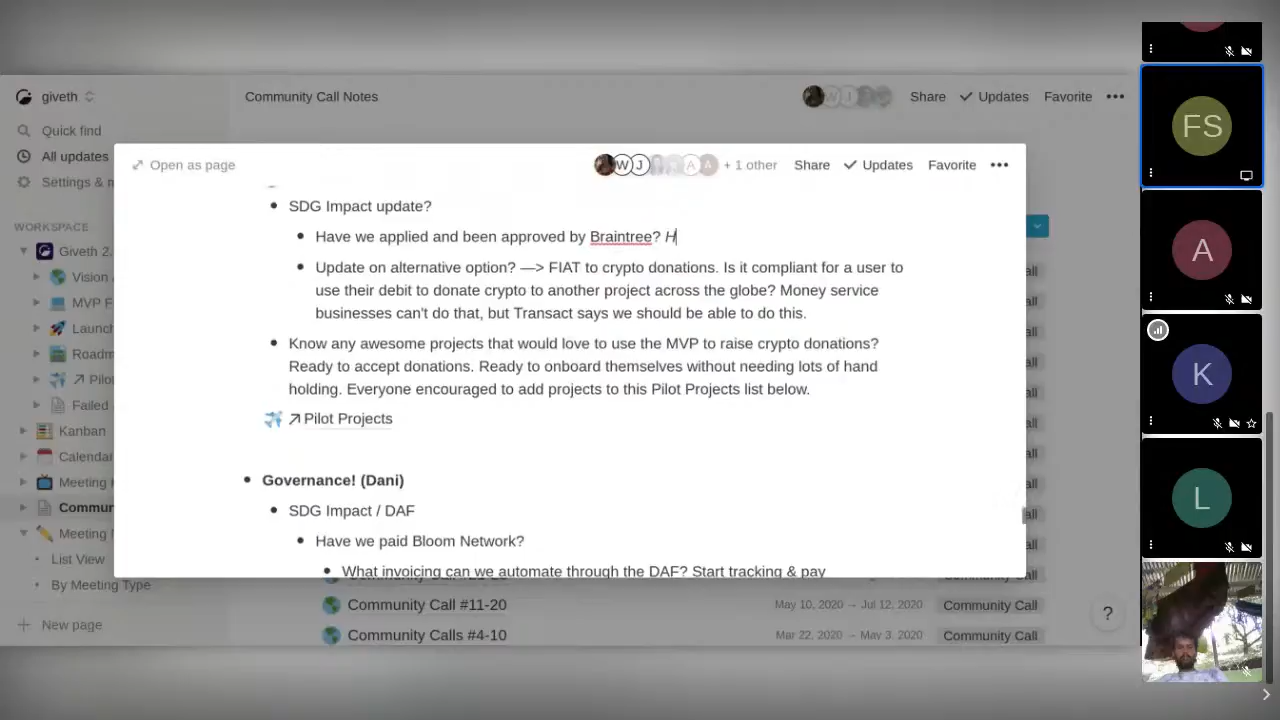 giveth
Community Call Notes
Share
Updates
Favorite
Quick find
All updates
Settings & m
WORKSPACE
Giveth 2.
Vision
MVP F
Launch
Roadm
Pilot
Failed
Kanban
Calendar
Meeting
Commun
Meeting
List View
By Meeting Type
New page
Open as page
W J A A + 1 other
Share
Updates
Favorite
SDG Impact update?
Have we applied and been approved by Braintree? H
Update on alternative option? —> FIAT to crypto donations. Is it compliant for a user to
use their debit to donate crypto to another project across the globe? Money service
businesses can't do that, but Transact says we should be able to do this.
Know any awesome projects that would love to use the MVP to raise crypto donations?
Ready to accept donations. Ready to onboard themselves without needing lots of hand
holding. Everyone encouraged to add projects to this Pilot Projects list below.
Pilot Projects
Governance! (Dani)
SDG Impact / DAF
Have we paid Bloom Network?
What invoicing can we automate through the DAF? Start tracking & pay
Community Call #11-20
May 10, 2020 → Jul 12, 2020
Community Call
Community Calls #4-10
Mar 22, 2020 → May 3, 2020
Community Call
?
FS
A
K
L